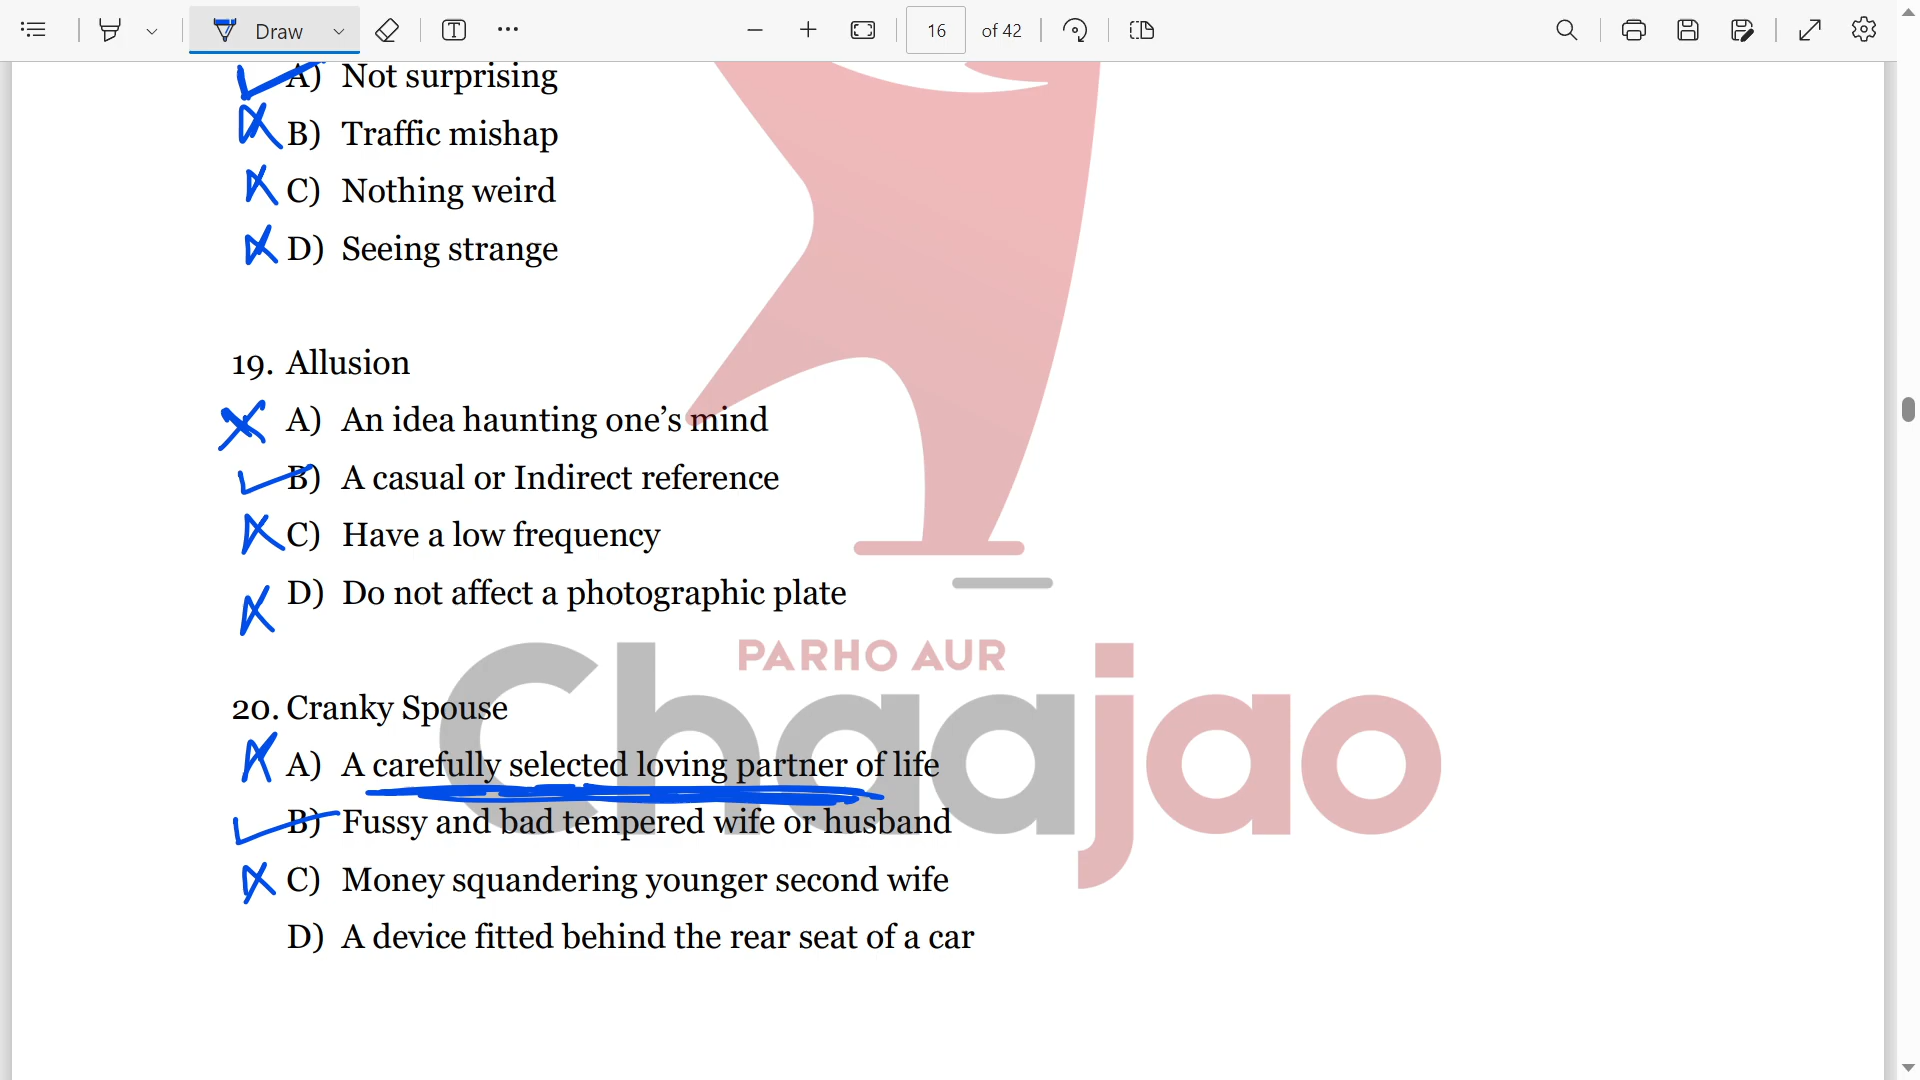 Draw
16 of 42
A) Not surprising
B) Traffic mishap
C) Nothing weird
D) Seeing strange
19. Allusion
A) An idea haunting one's mind
B) A casual or Indirect reference
C) Have a low frequency
D) Do not affect a photographic plate
PARHO AUR
Chaajao
20. Cranky Spouse
A) A carefully selected loving partner of life
B) Fussy and bad tempered wife or husband
C) Money squandering younger second wife
D) A device fitted behind the rear seat of a car